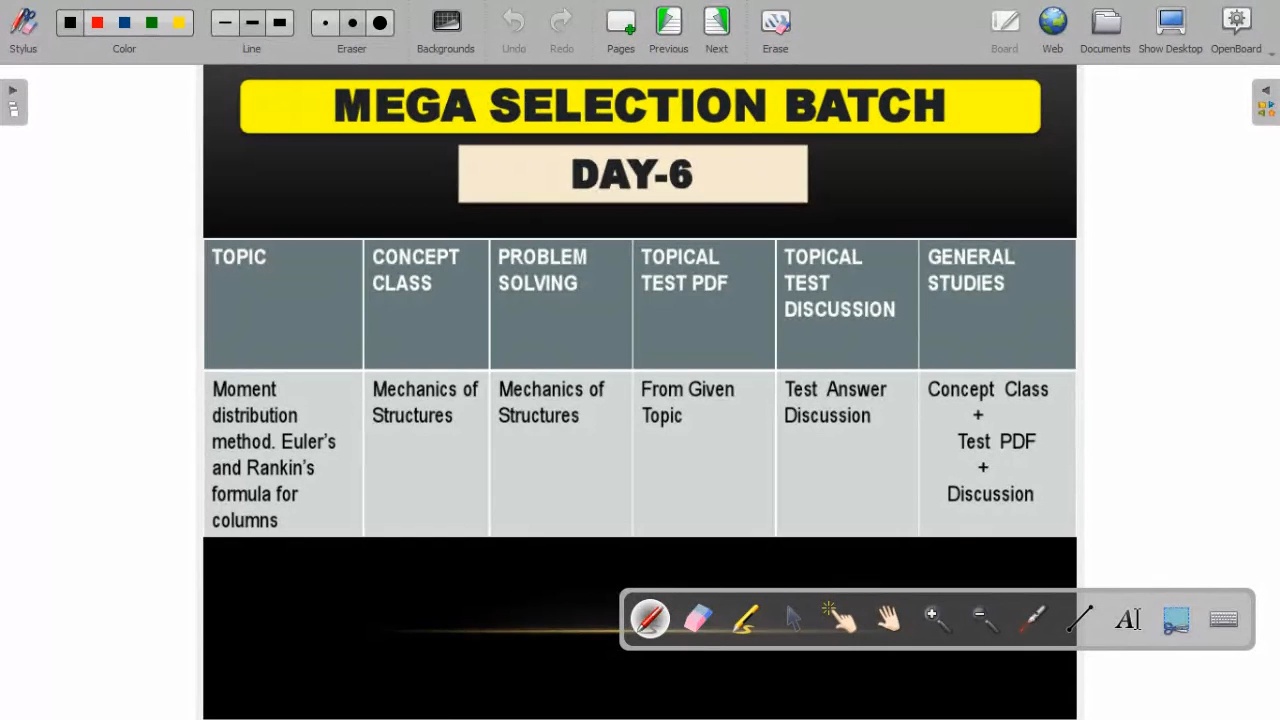 Stylus
Color
Line
Eraser
Backgrounds
Undo
Redo
Pages
Previous
Next
Erase
Board
Web
Documents
Show Desktop
OpenBoard
MEGA SELECTION BATCH
DAY-6
TOPIC
CONCEPT
CLASS
PROBLEM
SOLVING
TOPICAL
TEST PDF
TOPICAL
TEST
DISCUSSION
GENERAL
STUDIES
Moment
distribution
method. Euler's
and Rankin's
formula for
columns
Mechanics of
Structures
Mechanics of
Structures
From Given
Topic
Test Answer
Discussion
Concept Class
+
Test PDF
+
Discussion